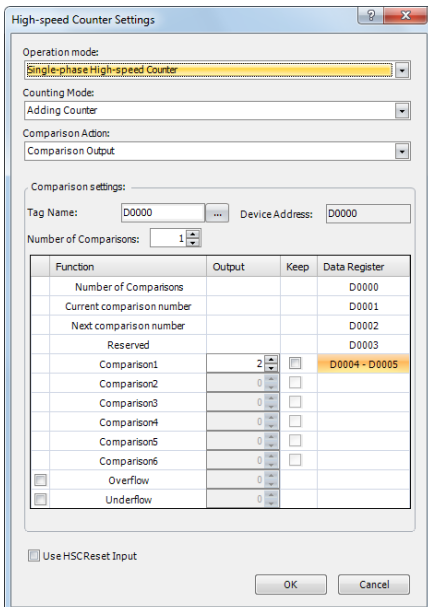 High-speed Counter Settings
Operation mode:
Single-phase High-speed Counter
Counting Mode:
Adding Counter
Comparison Action:
Comparison Output
Comparison settings:
Tag Name: D0000 ... Device Address: D0000
Number of Comparisons: 1
Function Output Keep Data Register
Number of Comparisons D0000
Current comparison number D0001
Next comparison number D0002
Reserved D0003
Comparison1 2 D0004 - D0005
Comparison2 0
Comparison3 0
Comparison4 0
Comparison5 0
Comparison6 0
Overflow 0
Underflow 0
Use HSCReset Input
OK Cancel